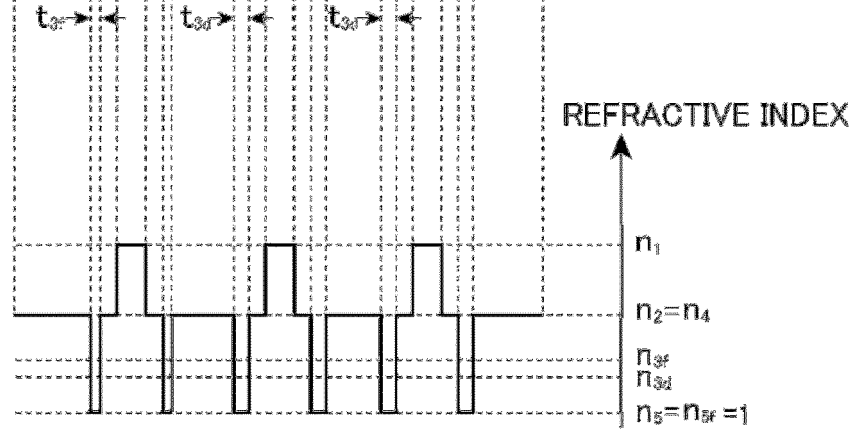 t₃f t₃d t₃d
REFRACTIVE INDEX
n₁
n₂=n₄
n₃f
n₃d
n₅=n₅f =1